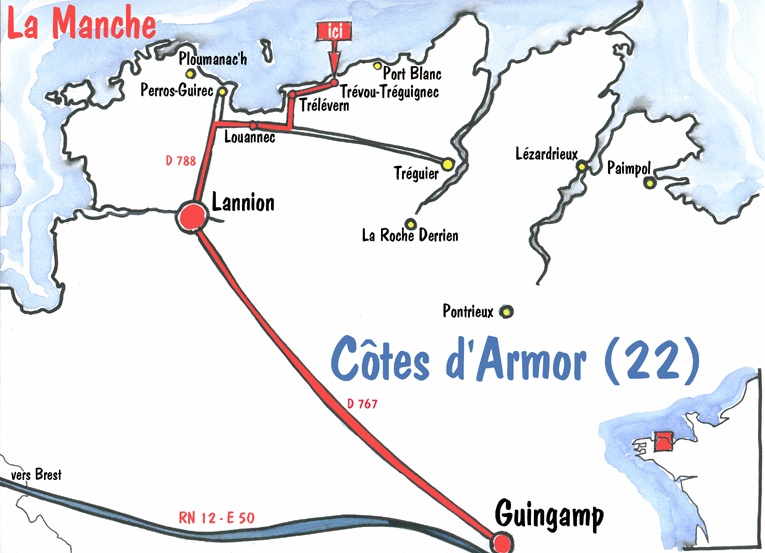 La Manche
ici
Ploumanac'h
Port Blanc
Perros-Guirec
Trévou-Tréguignec
Trélévern
Louannec
D 788
Tréguier
Lézardrieux
Paimpol
Lannion
La Roche Derrien
Pontrieux
Côtes d'Armor (22)
D 767
vers Brest
RN 12 - E 50
Guingamp